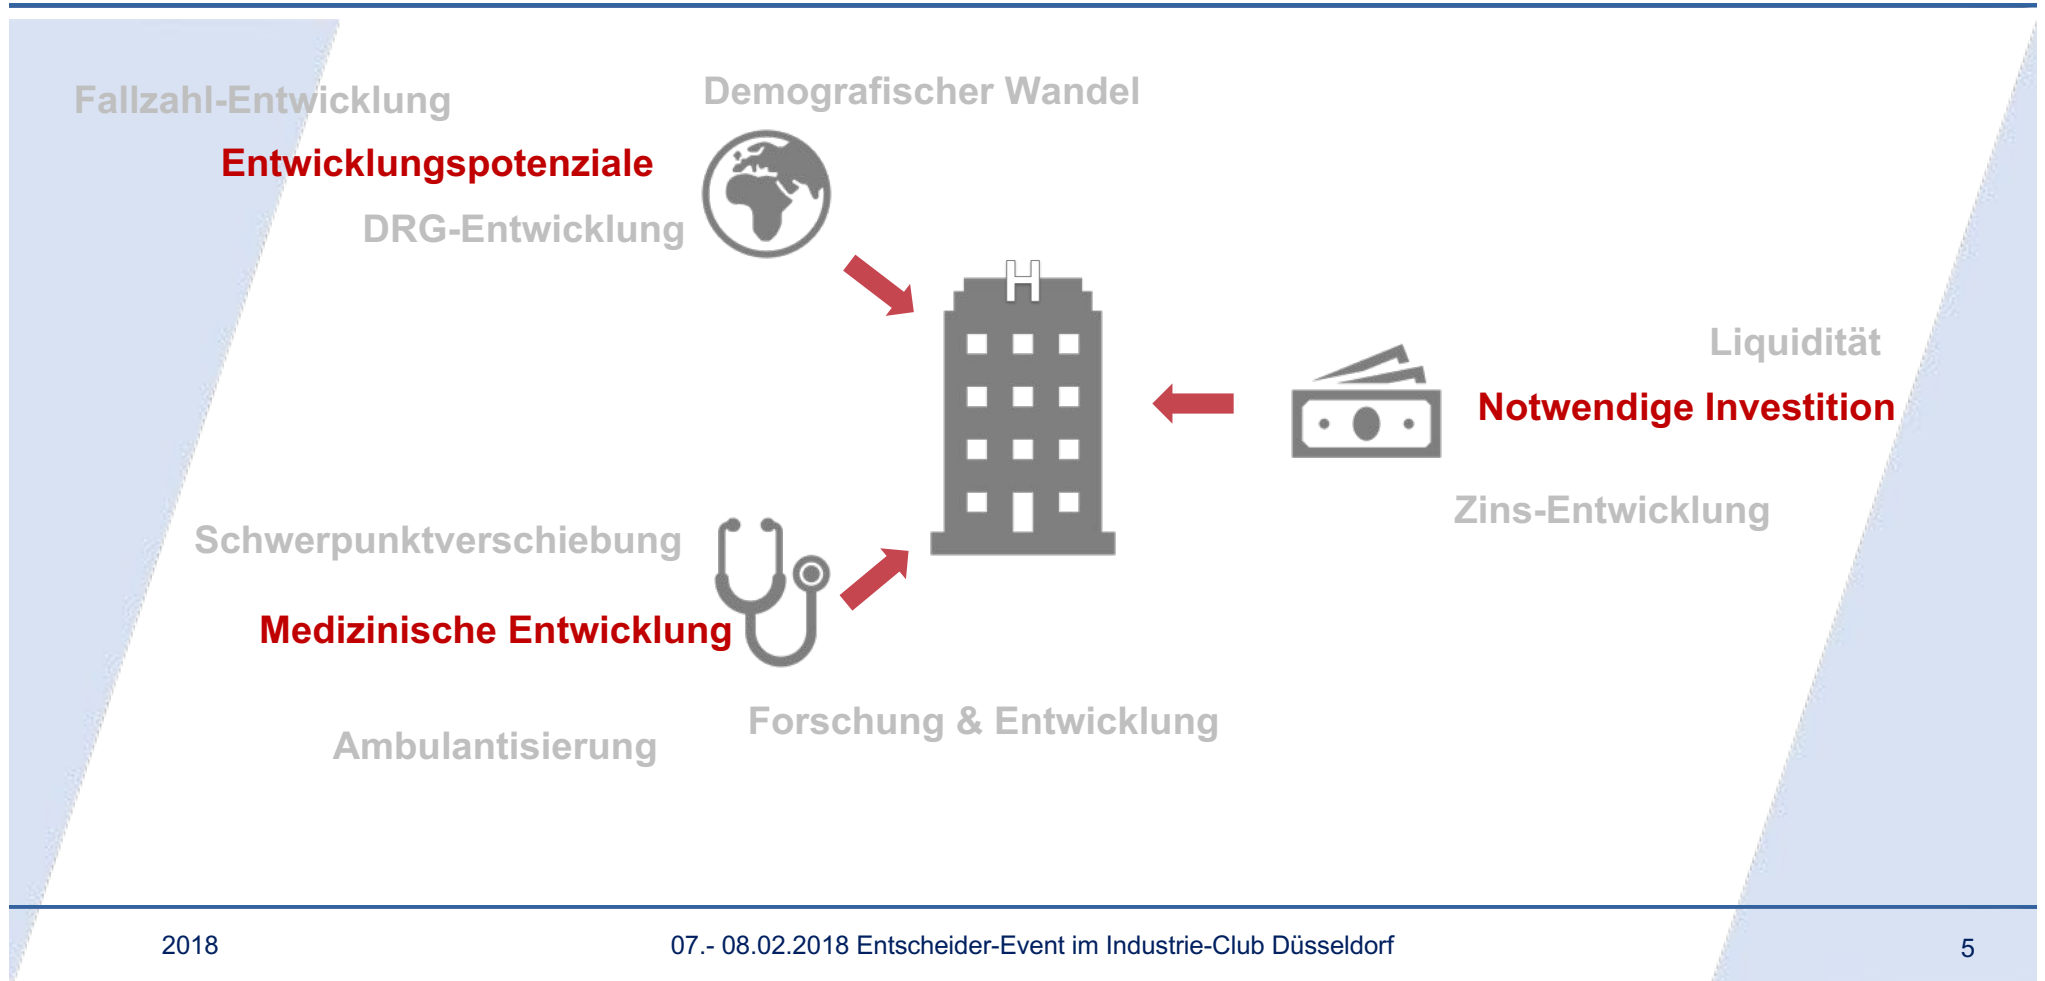 Fallzahl-Entwicklung
Demografischer Wandel
Entwicklungspotenziale
DRG-Entwicklung
H
Liquidität
Notwendige Investition
Zins-Entwicklung
Schwerpunktverschiebung
Medizinische Entwicklung
Forschung & Entwicklung
Ambulantisierung
2018
07.- 08.02.2018 Entscheider-Event im Industrie-Club Düsseldorf
5